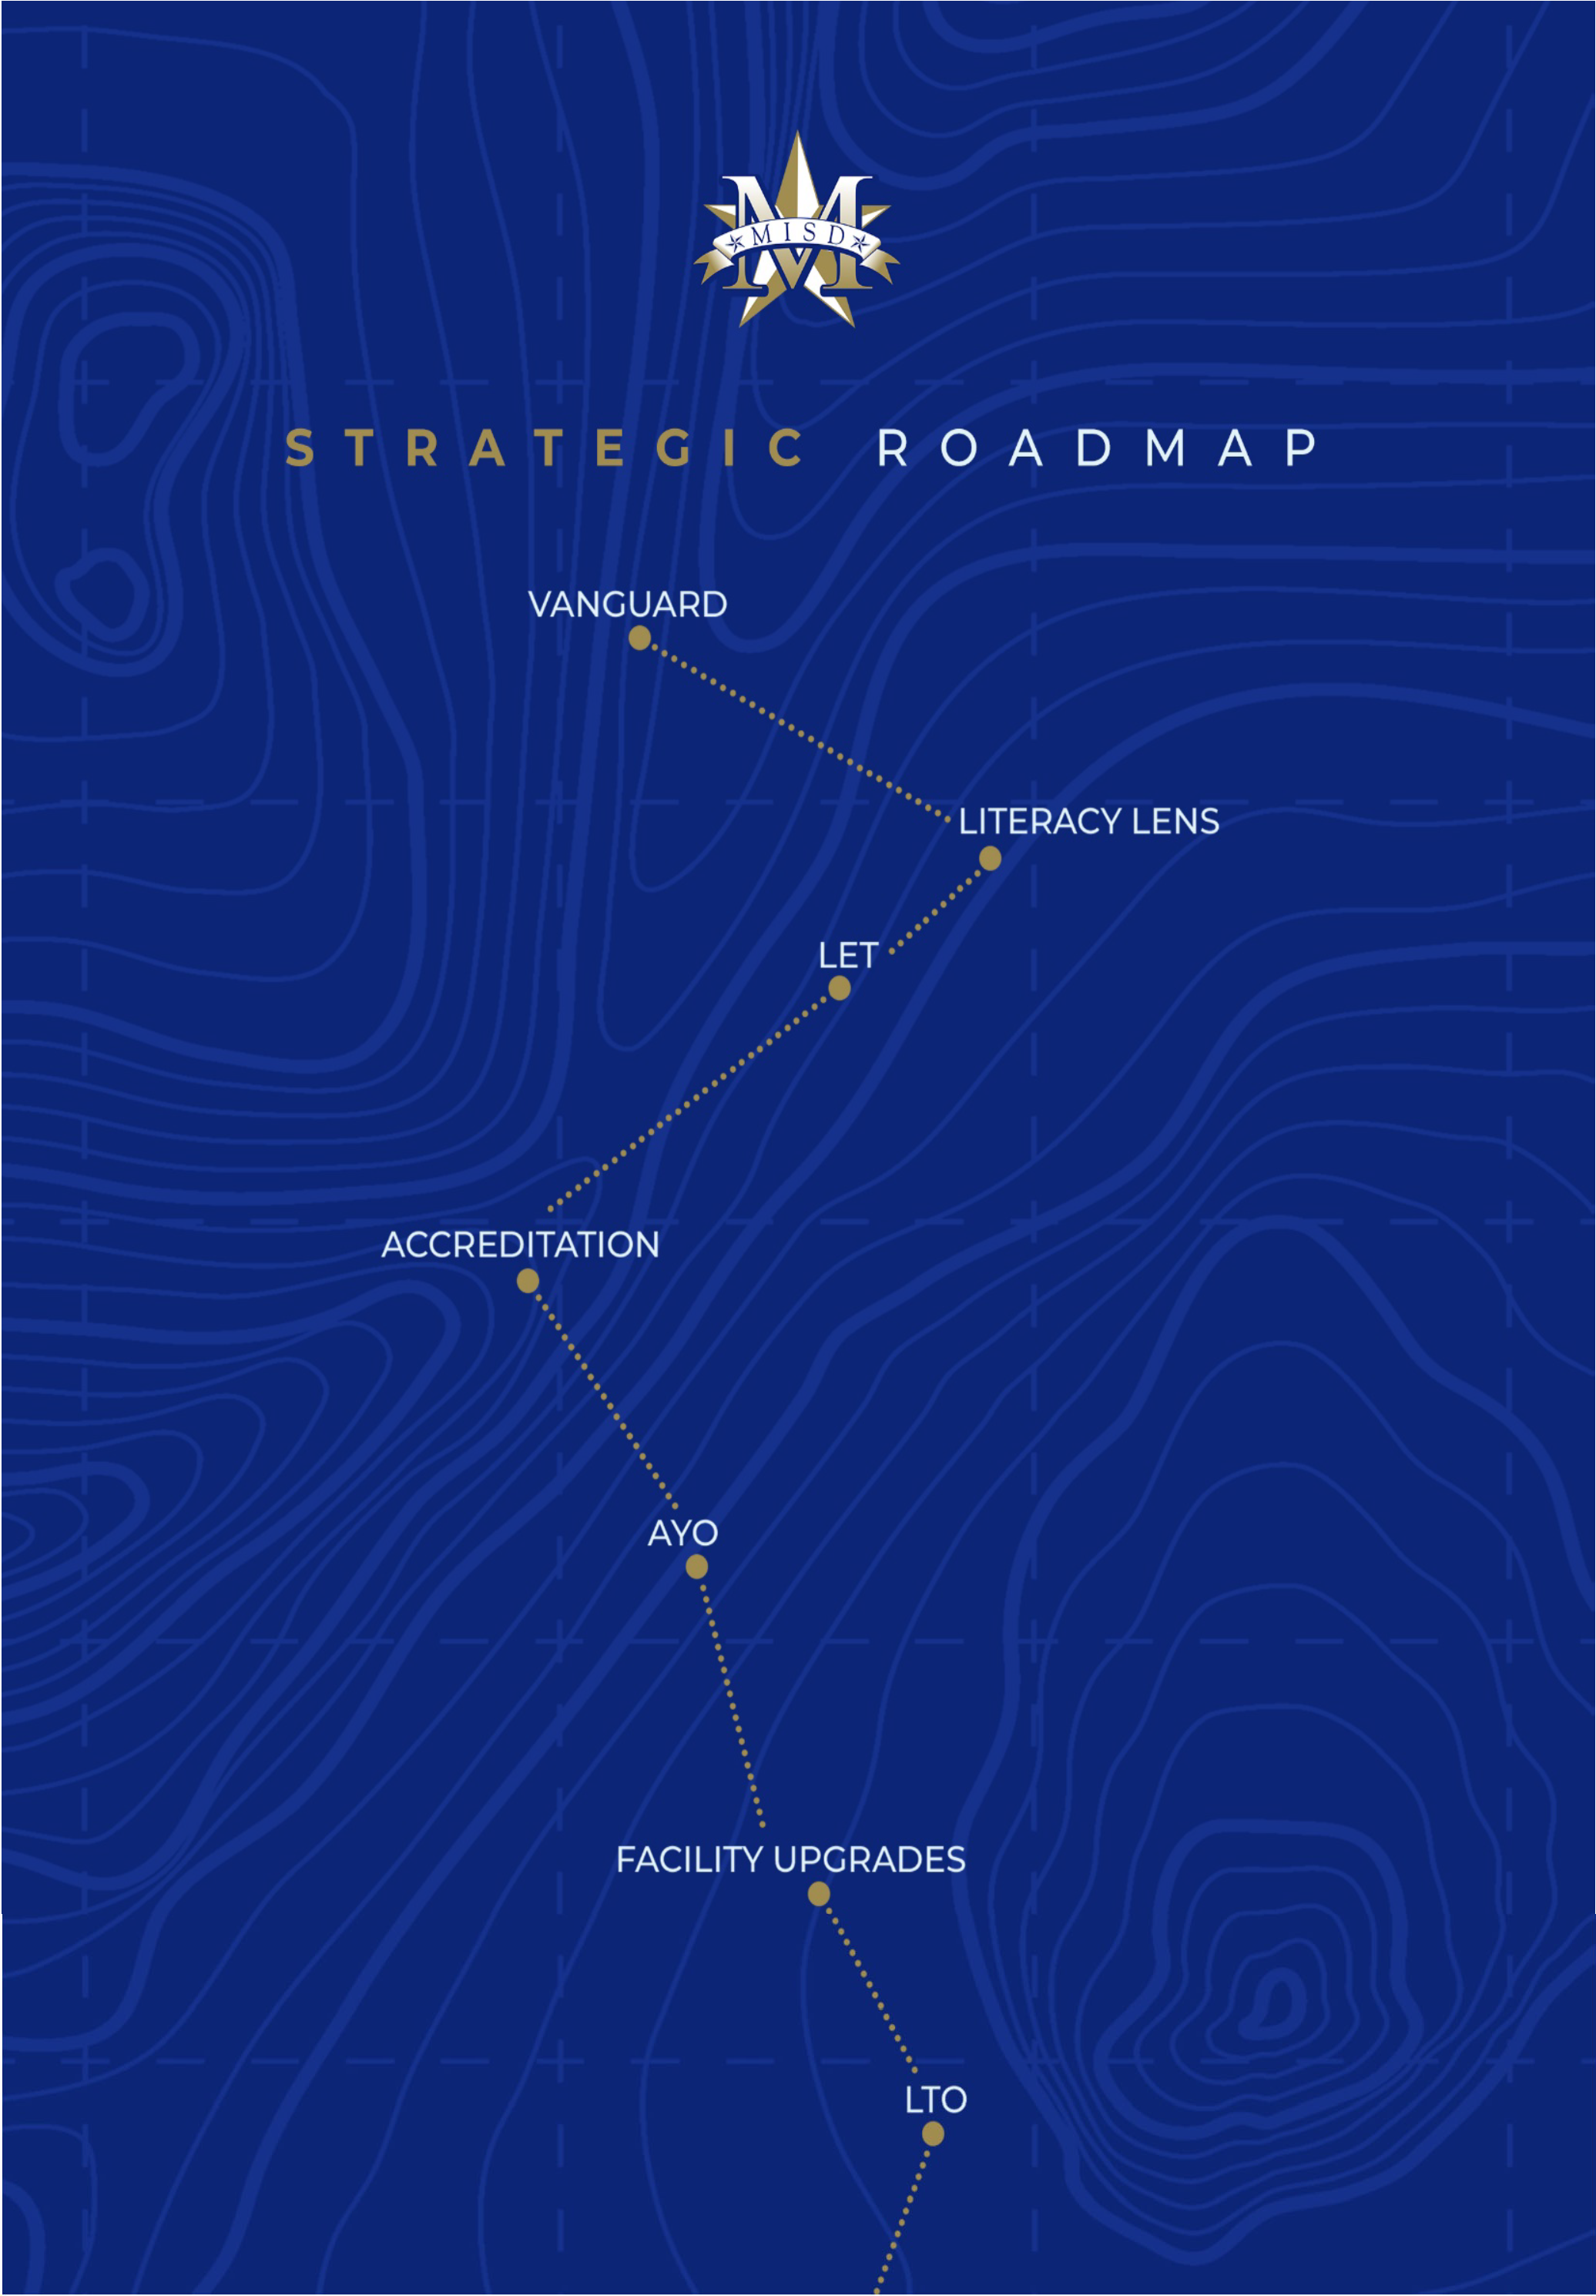 M
MISD
STRATEGIC ROADMAP
VANGUARD
LITERACY LENS
LET
ACCREDITATION
AYO
FACILITY UPGRADES
LTO